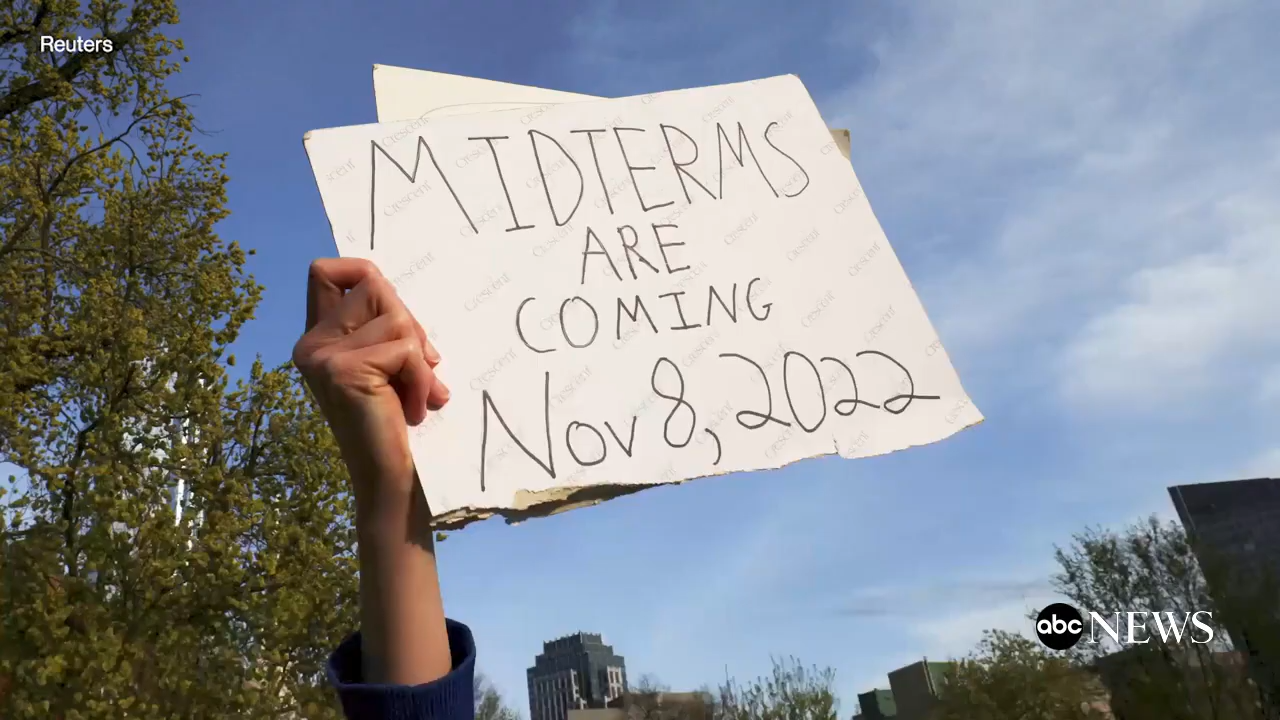 Reuters
MIDTERMS
ARE
COMING
Nov 8, 2022
abc NEWS